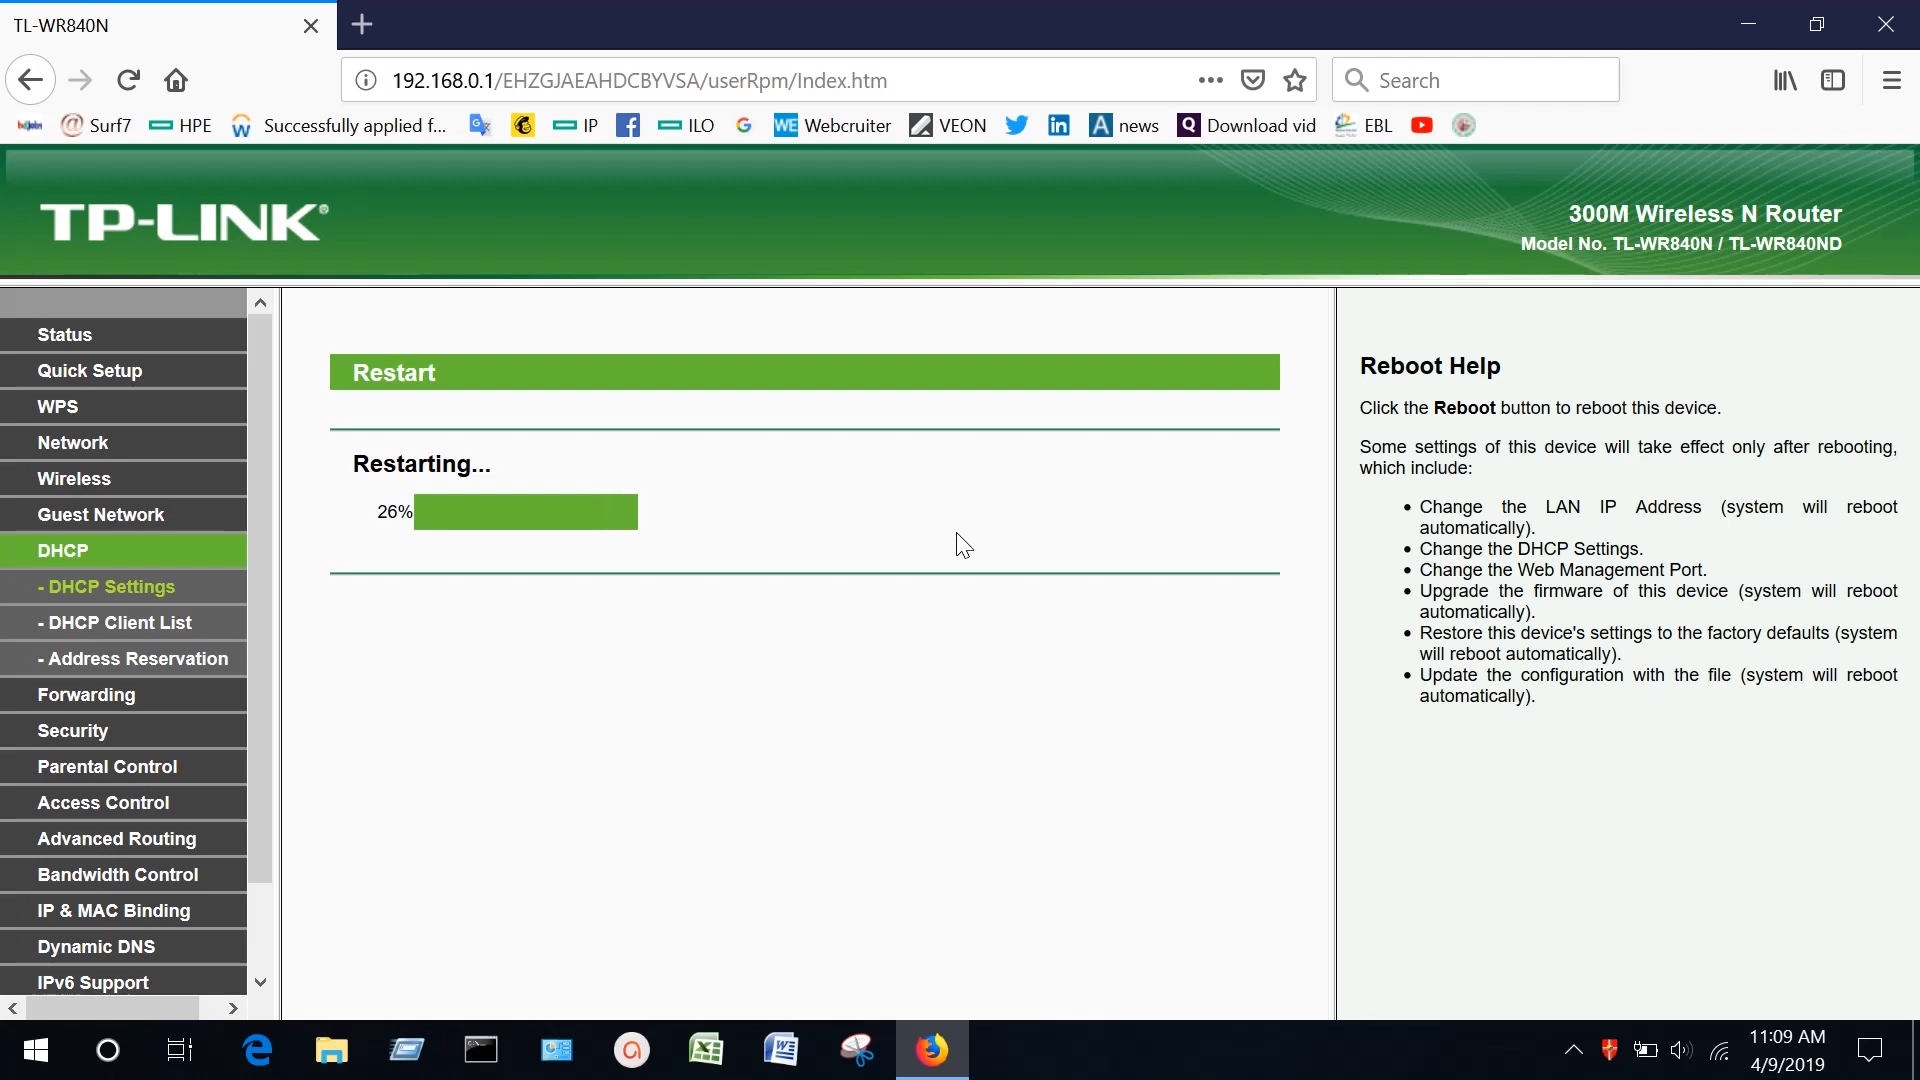 TL-WR840N
192.168.0.1/EHZGJAEAHDCBYVSA/userRpm/Index.htm
Search
Surf7
HPE
Successfully applied f...
IP
ILO
Webcruiter
VEON
news
Download vid
EBL
TP-LINK®
300M Wireless N Router
Model No. TL-WR840N / TL-WR840ND
Status
Quick Setup
WPS
Network
Wireless
Guest Network
DHCP
- DHCP Settings
- DHCP Client List
- Address Reservation
Forwarding
Security
Parental Control
Access Control
Advanced Routing
Bandwidth Control
IP & MAC Binding
Dynamic DNS
IPv6 Support
Restart
Restarting...
26%
Reboot Help
Click the Reboot button to reboot this device.
Some settings of this device will take effect only after rebooting,
which include:
• Change the LAN IP Address (system will reboot
automatically).
• Change the DHCP Settings.
• Change the Web Management Port.
• Upgrade the firmware of this device (system will reboot
automatically).
• Restore this device's settings to the factory defaults (system
will reboot automatically).
• Update the configuration with the file (system will reboot
automatically).
11:09 AM
4/9/2019